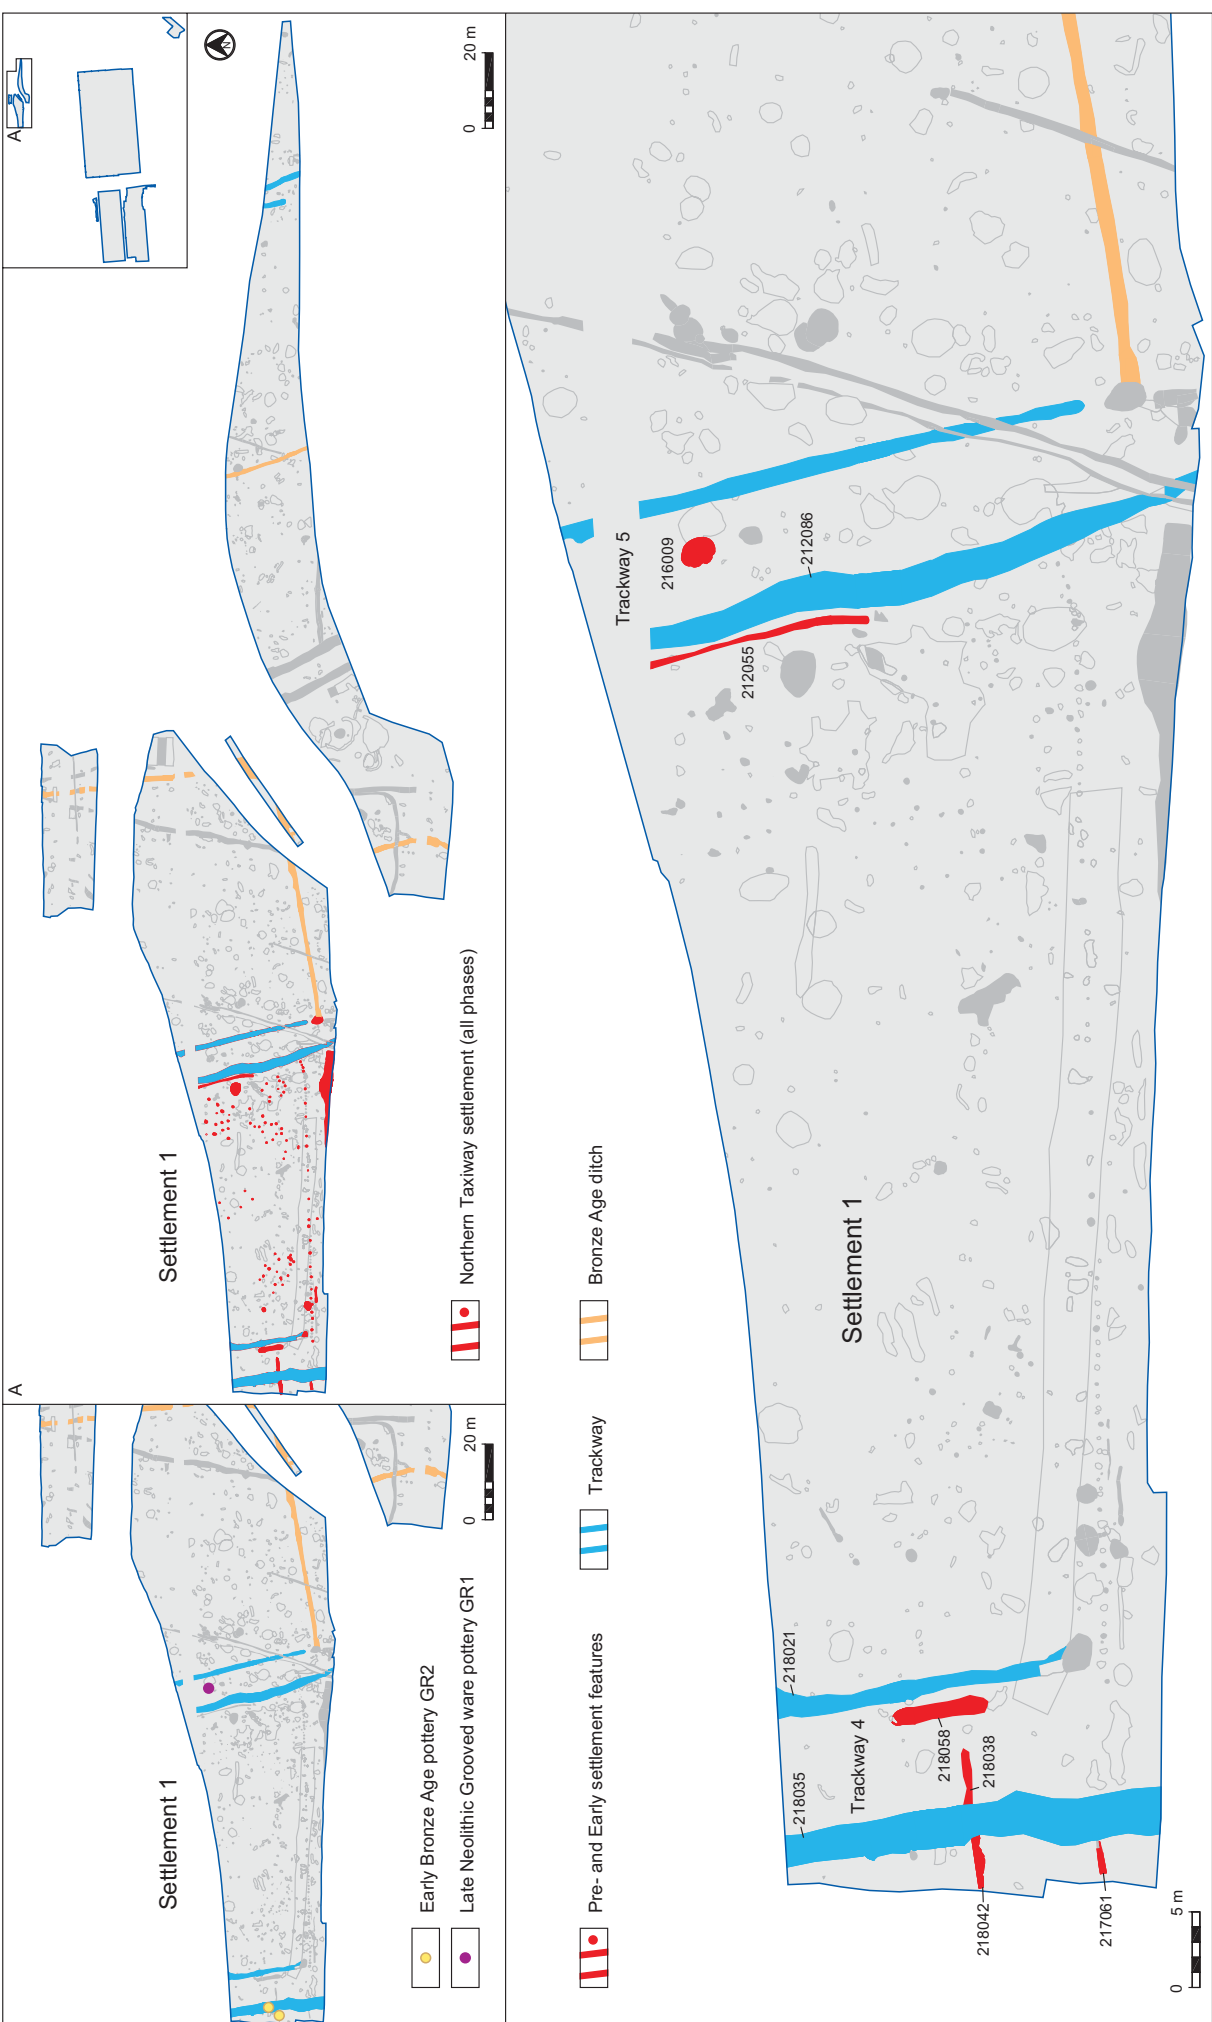 A
A
N
0
20 m
Settlement 1
Northern Taxiway settlement (all phases)
Settlement 1
0
20 m
Early Bronze Age pottery GR2
Late Neolithic Grooved ware pottery GR1
Pre- and Early settlement features
Trackway
Bronze Age ditch
Trackway 5
216009
212086
212055
Settlement 1
218021
218035
Trackway 4
218058
218038
218042
217061
0
5 m